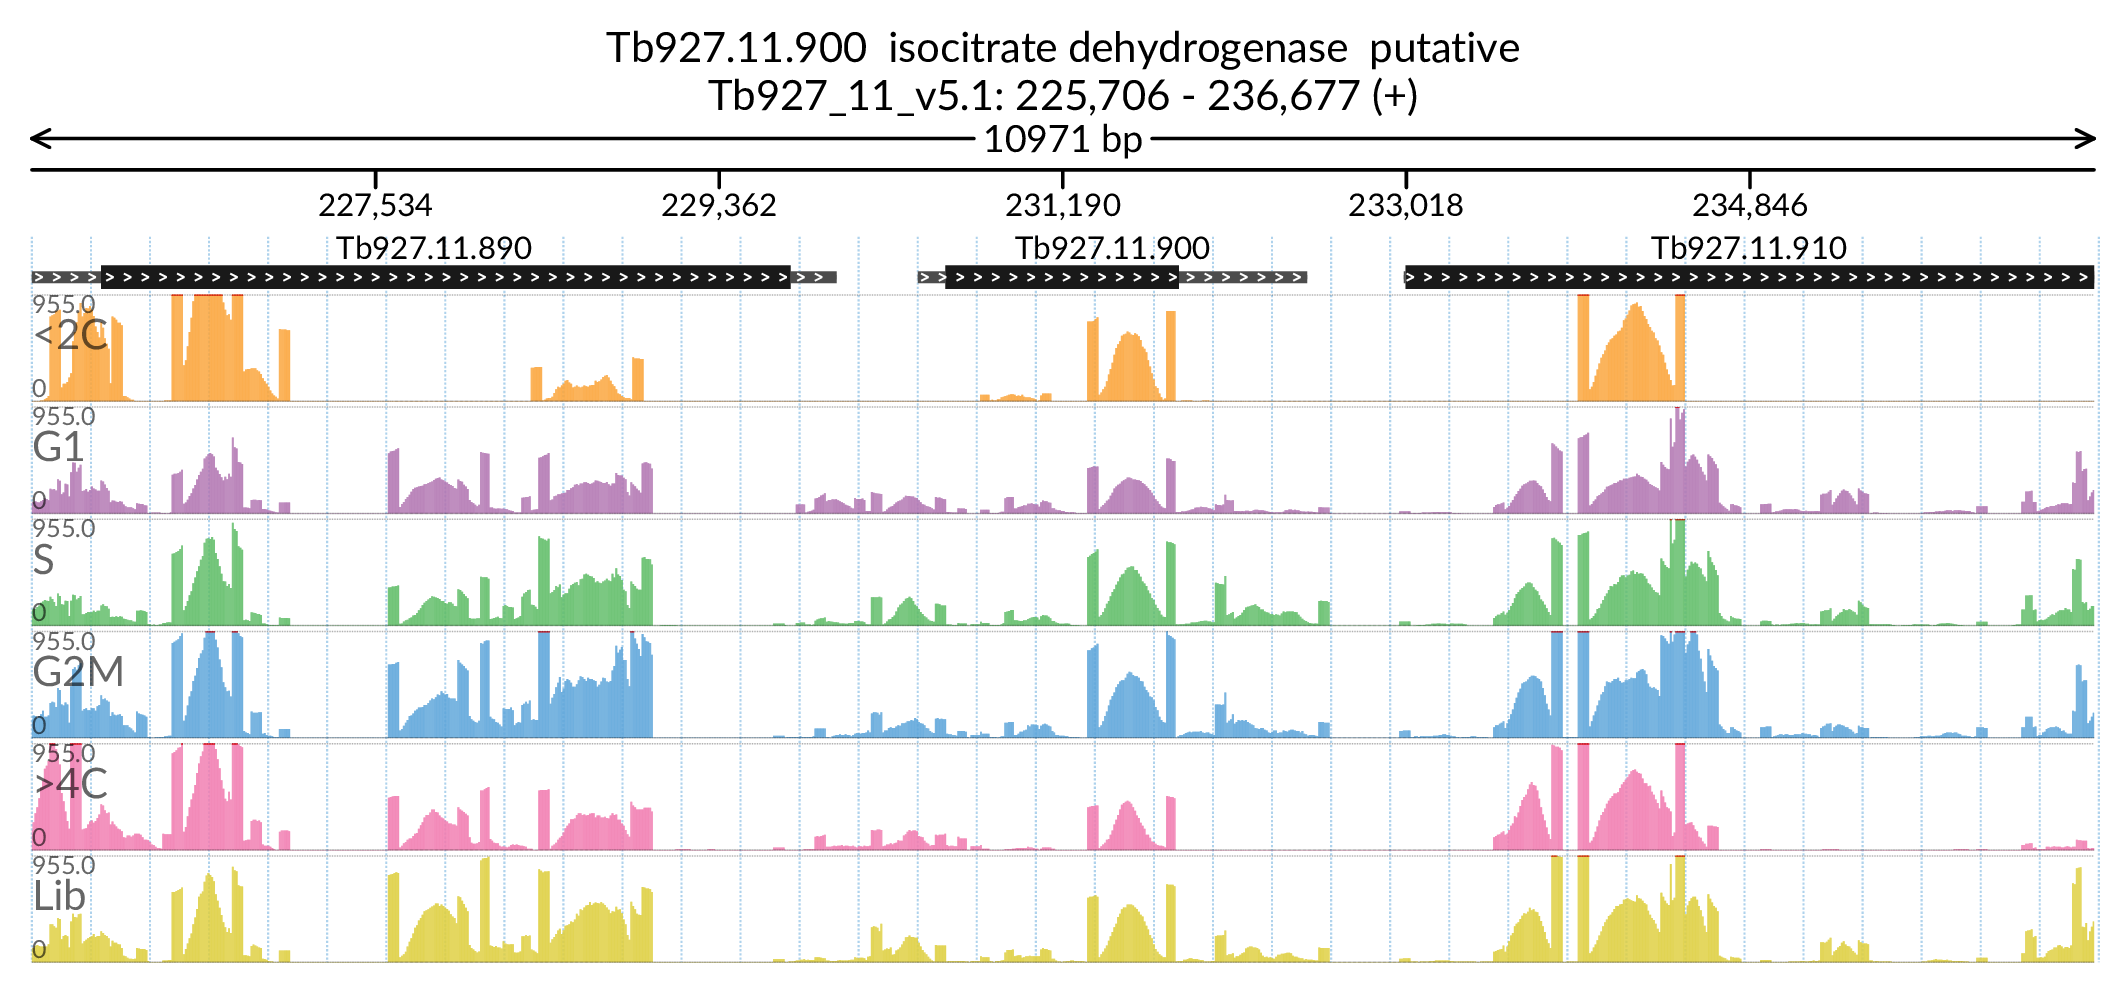 Tb927.11.900 isocitrate dehydrogenase putative
Tb927_11_v5.1: 225,706 - 236,677 (+)
10971 bp
227,534 229,362 231,190 233,018 234,846
Tb927.11.890 Tb927.11.900 Tb927.11.910
955.0
<2C
0
955.0
G1
0
955.0
S
0
955.0
G2M
0
955.0
>4C
0
955.0
Lib
0